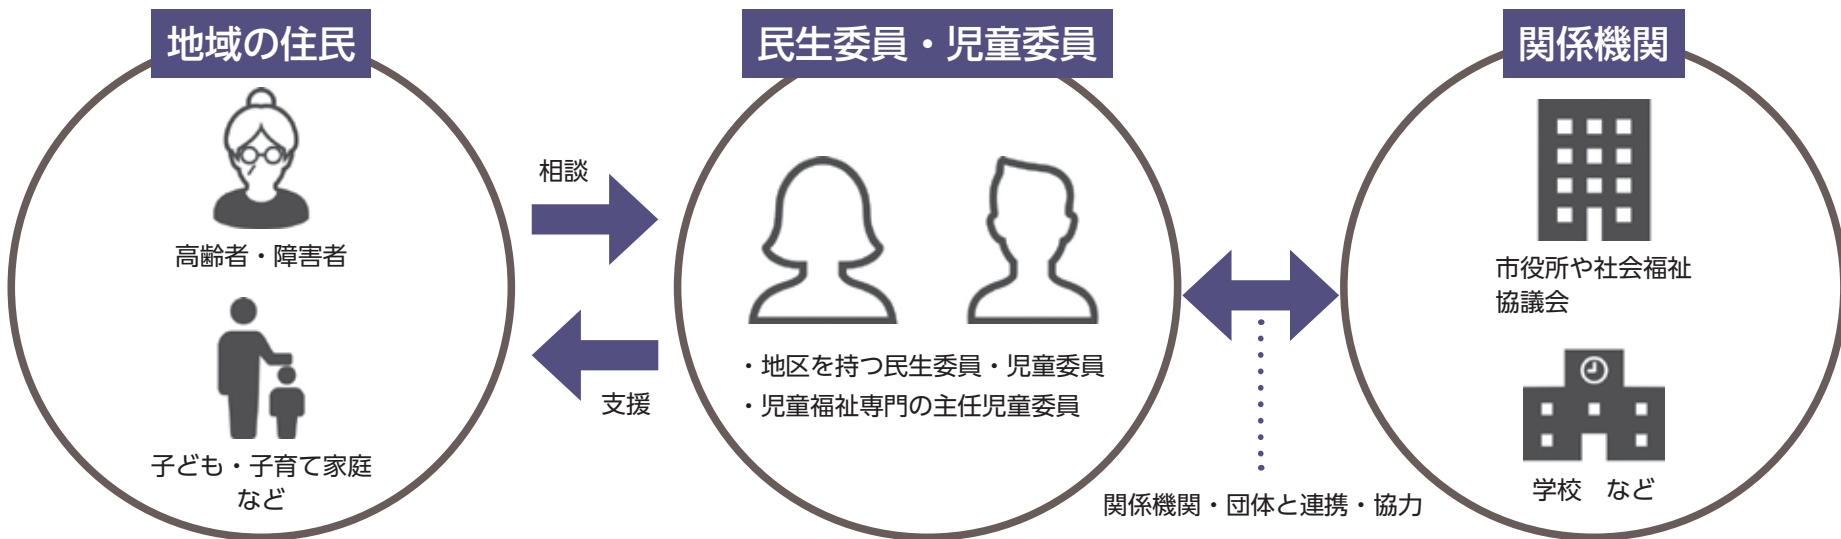 地域の住民
高齢者・障害者
子ども・子育て家庭
など
相談
支援
民生委員・児童委員
・地区を持つ民生委員・児童委員
・児童福祉専門の主任児童委員
関係機関・団体と連携・協力
関係機関
市役所や社会福祉
協議会
学校　など